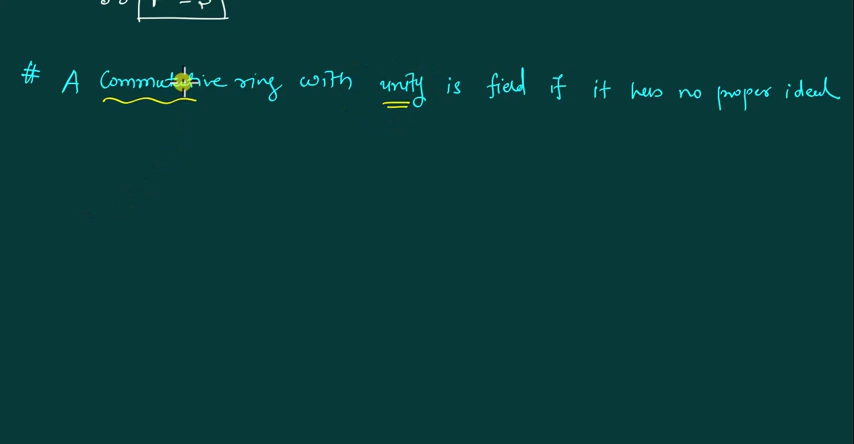 # A Commutative ring with unity is field if it has no proper ideal